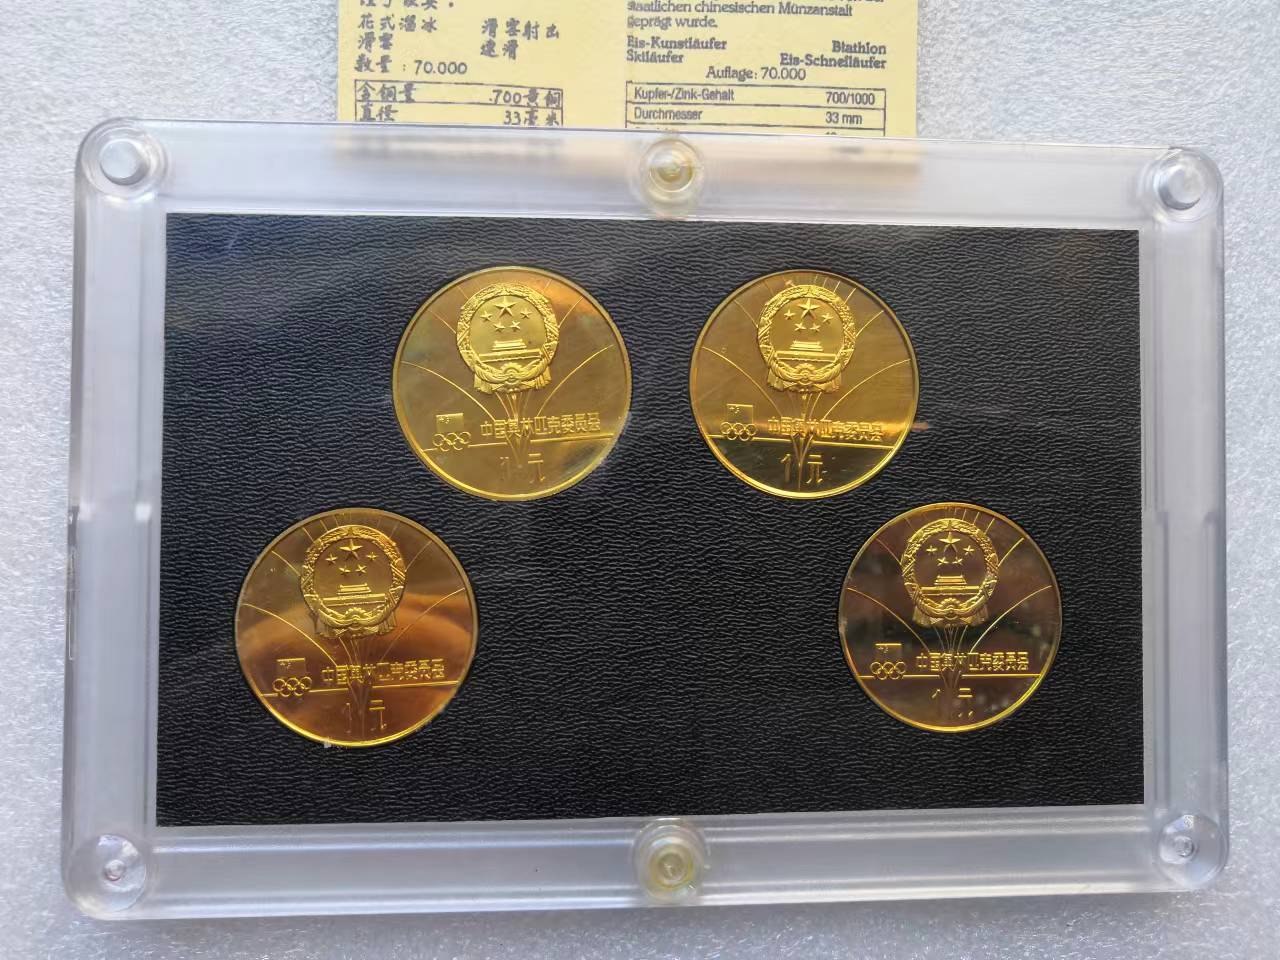 花式溜冰 滑雪射击
滑雪 速滑
数量:70.000
含铜量 .700黄铜
直径 33毫米
staatlichen chinesischen Münzanstalt
geprägt wurde.
Eis-Kunstläufer Biathlon
Skiläufer Eis-Schnelläufer
Auflage: 70.000
Kupfer-/Zink-Gehalt 700/1000
Durchmesser 33 mm
中国奥林匹克委员会
1元
中国奥林匹克委员会
1元
中国奥林匹克委员会
1元
中国奥林匹克委员会
1元